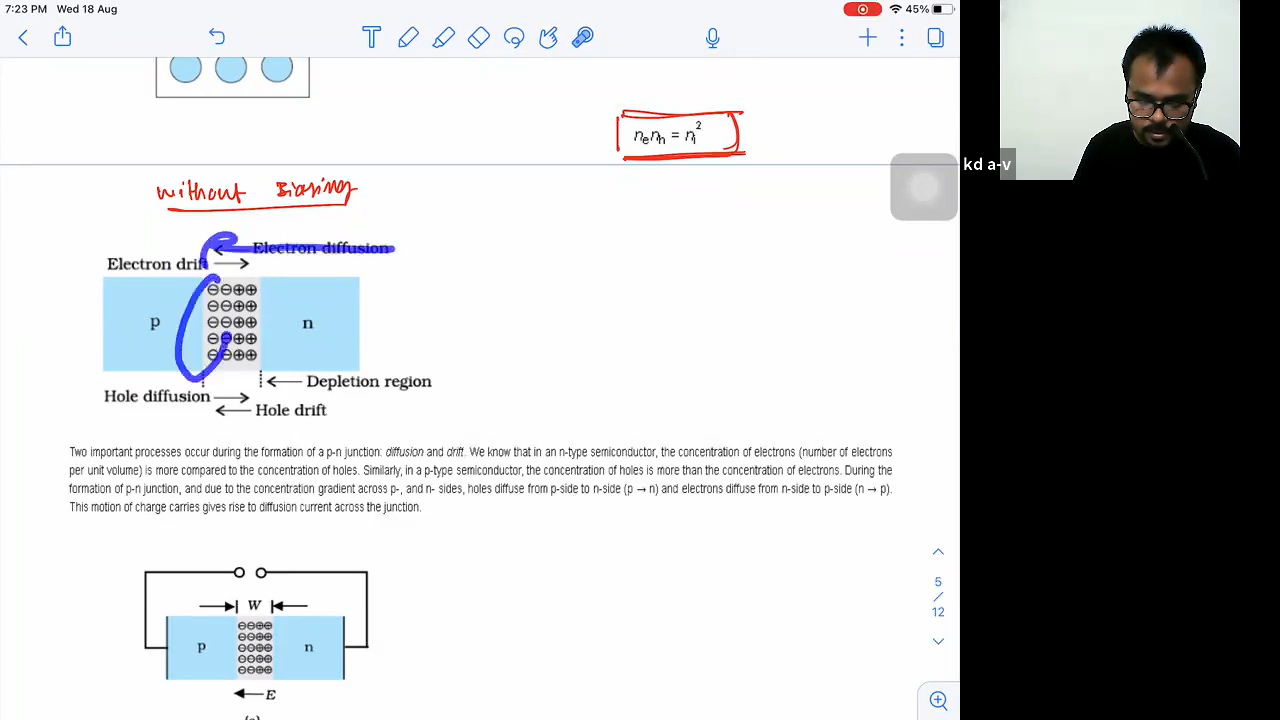 7:23 PM Wed 18 Aug
45%
T
nₑnₕ = nᵢ²
kd a-v
without Biasing
Electron diffusion
Electron drift
⊖⊖⊕⊕
⊖⊖⊕⊕
p ⊖⊖⊕⊕ n
⊖⊖⊕⊕
⊖⊖⊕⊕
Depletion region
Hole diffusion
Hole drift
Two important processes occur during the formation of a p-n junction: diffusion and drift. We know that in an n-type semiconductor, the concentration of electrons (number of electrons
per unit volume) is more compared to the concentration of holes. Similarly, in a p-type semiconductor, the concentration of holes is more than the concentration of electrons. During the
formation of p-n junction, and due to the concentration gradient across p-, and n- sides, holes diffuse from p-side to n-side (p → n) and electrons diffuse from n-side to p-side (n → p).
This motion of charge carries gives rise to diffusion current across the junction.
5
/
12
W
⊖⊖⊕⊕
⊖⊖⊕⊕
p ⊖⊖⊕⊕ n
⊖⊖⊕⊕
⊖⊖⊕⊕
E